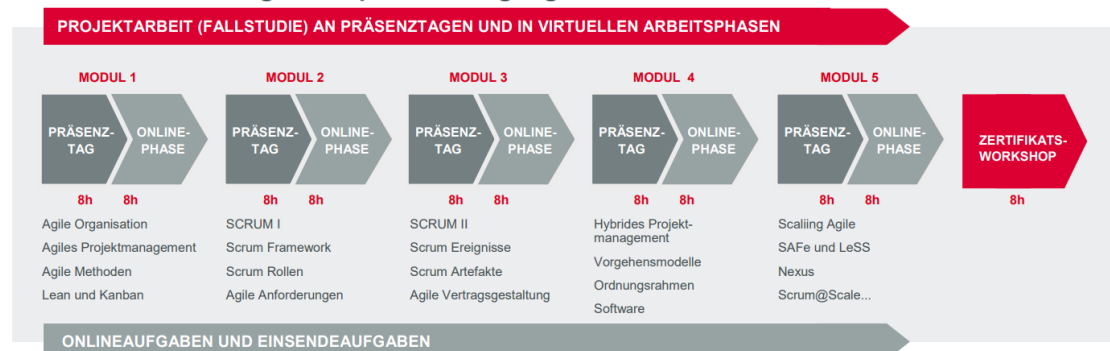 PROJEKTARBEIT (FALLSTUDIE) AN PRÄSENZTAGEN UND IN VIRTUELLEN ARBEITSPHASEN
MODUL 1
PRÄSENZ-
TAG
ONLINE-
PHASE
8h 8h
Agile Organisation
Agiles Projektmanagement
Agile Methoden
Lean und Kanban
MODUL 2
PRÄSENZ-
TAG
ONLINE-
PHASE
8h 8h
SCRUM I
Scrum Framework
Scrum Rollen
Agile Anforderungen
MODUL 3
PRÄSENZ-
TAG
ONLINE-
PHASE
8h 8h
SCRUM II
Scrum Ereignisse
Scrum Artefakte
Agile Vertragsgestaltung
MODUL 4
PRÄSENZ-
TAG
ONLINE-
PHASE
8h 8h
Hybrides Projekt-
management
Vorgehensmodelle
Ordnungsrahmen
Software
MODUL 5
PRÄSENZ-
TAG
ONLINE-
PHASE
8h 8h
Scaliing Agile
SAFe und LeSS
Nexus
Scrum@Scale...
ZERTIFIKATS-
WORKSHOP
8h
ONLINEAUFGABEN UND EINSENDEAUFGABEN